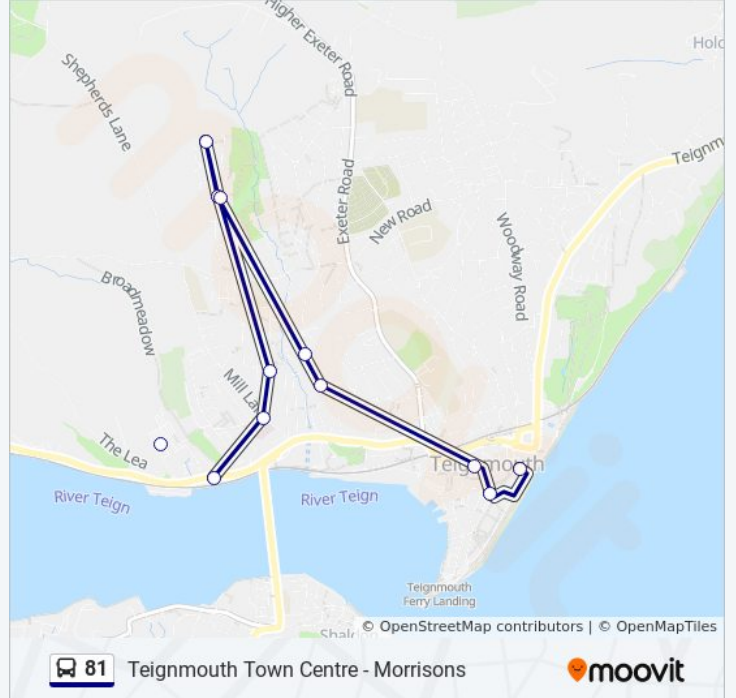 Higher Exeter Road
Shepherds Lane
Holc
Teignm
Exeter Road
New Road
Woodway Road
Broadmeadow
Mill La
The Lea
Teignmouth
River Teign
River Teign
Teignmouth
Ferry Landing
Shaldon
© OpenStreetMap contributors | © OpenMapTiles
81 Teignmouth Town Centre - Morrisons
moovit